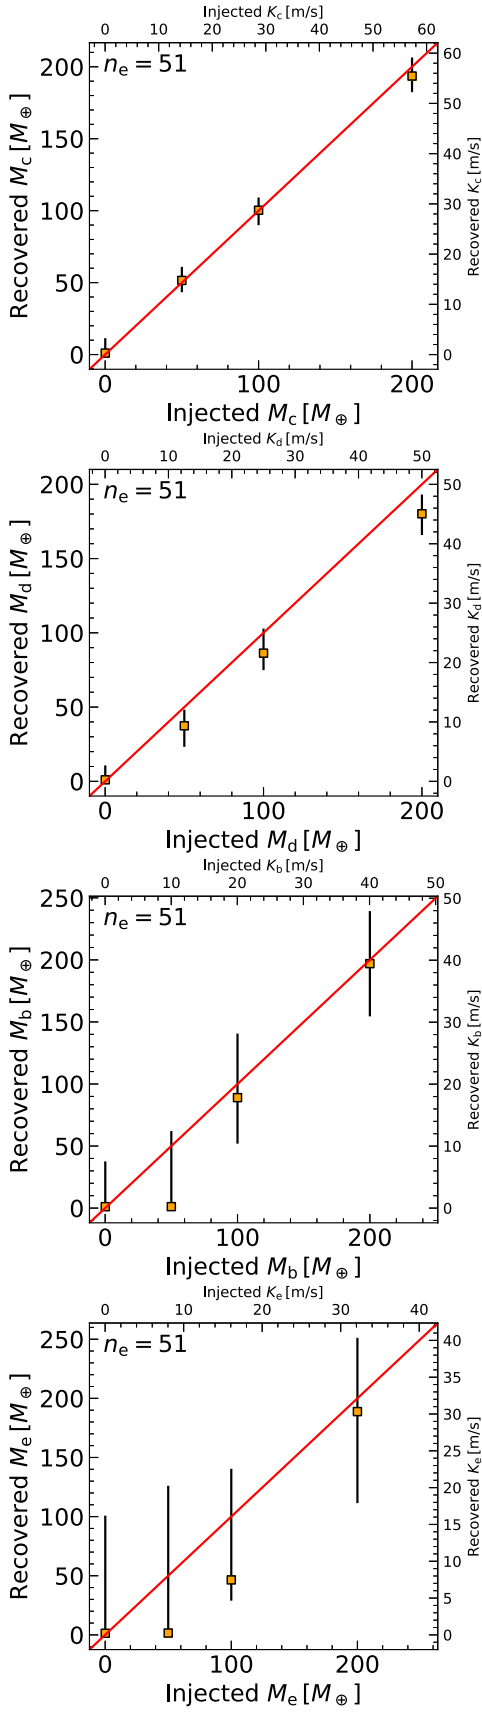 Injected K_c [m/s]
0 10 20 30 40 50 60
n_e = 51
Recovered M_c [M_⊕]
200
150
100
50
0
Recovered K_c [m/s]
60
50
40
30
20
10
0
0 100 200
Injected M_c [M_⊕]
Injected K_d [m/s]
0 10 20 30 40 50
n_e = 51
Recovered M_d [M_⊕]
200
150
100
50
0
Recovered K_d [m/s]
50
40
30
20
10
0
0 100 200
Injected M_d [M_⊕]
Injected K_b [m/s]
0 10 20 30 40 50
n_e = 51
Recovered M_b [M_⊕]
250
200
150
100
50
0
Recovered K_b [m/s]
50
40
30
20
10
0
0 100 200
Injected M_b [M_⊕]
Injected K_e [m/s]
0 10 20 30 40
n_e = 51
Recovered M_e [M_⊕]
250
200
150
100
50
0
Recovered K_e [m/s]
40
35
30
25
20
15
10
5
0
0 100 200
Injected M_e [M_⊕]